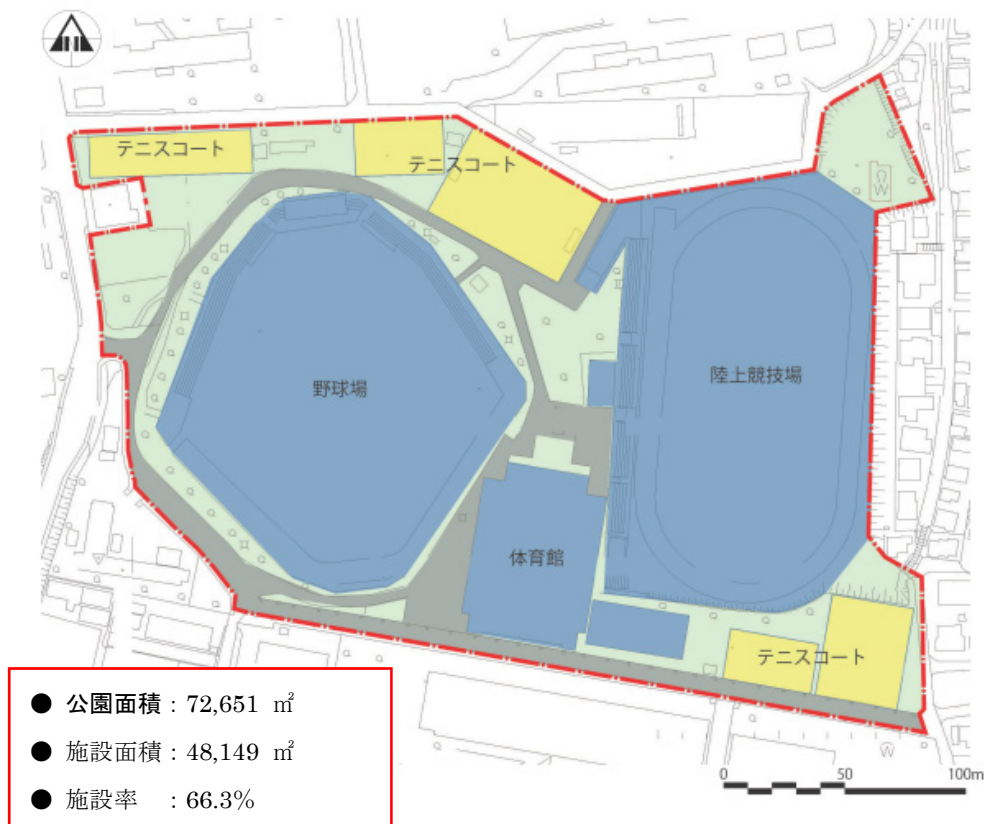 テニスコート
テニスコート
野球場
陸上競技場
体育館
テニスコート
● 公園面積：72,651 ㎡
● 施設面積：48,149 ㎡
● 施設率　：66.3%
0 50 100m